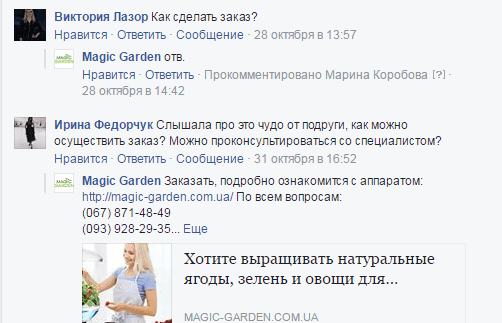 Виктория Лазор Как сделать заказ?
Нравится · Ответить · Сообщение · 28 октября в 13:57
MAGIC GARDEN
Magic Garden отв.
Нравится · Ответить · Прокомментировано Марина Коробова [?] ·
28 октября в 14:42
Ирина Федорчук Слышала про это чудо от подруги, как можно
осуществить заказ? Можно проконсультироваться со специалистом?
Нравится · Ответить · Сообщение · 31 октября в 16:52
MAGIC GARDEN
Magic Garden Заказать, подробно ознакомится с аппаратом:
http://magic-garden.com.ua/ По всем вопросам:
(067) 871-48-49
(093) 928-29-35... Еще
Хотите выращивать натуральные
ягоды, зелень и овощи для...
MAGIC-GARDEN.COM.UA